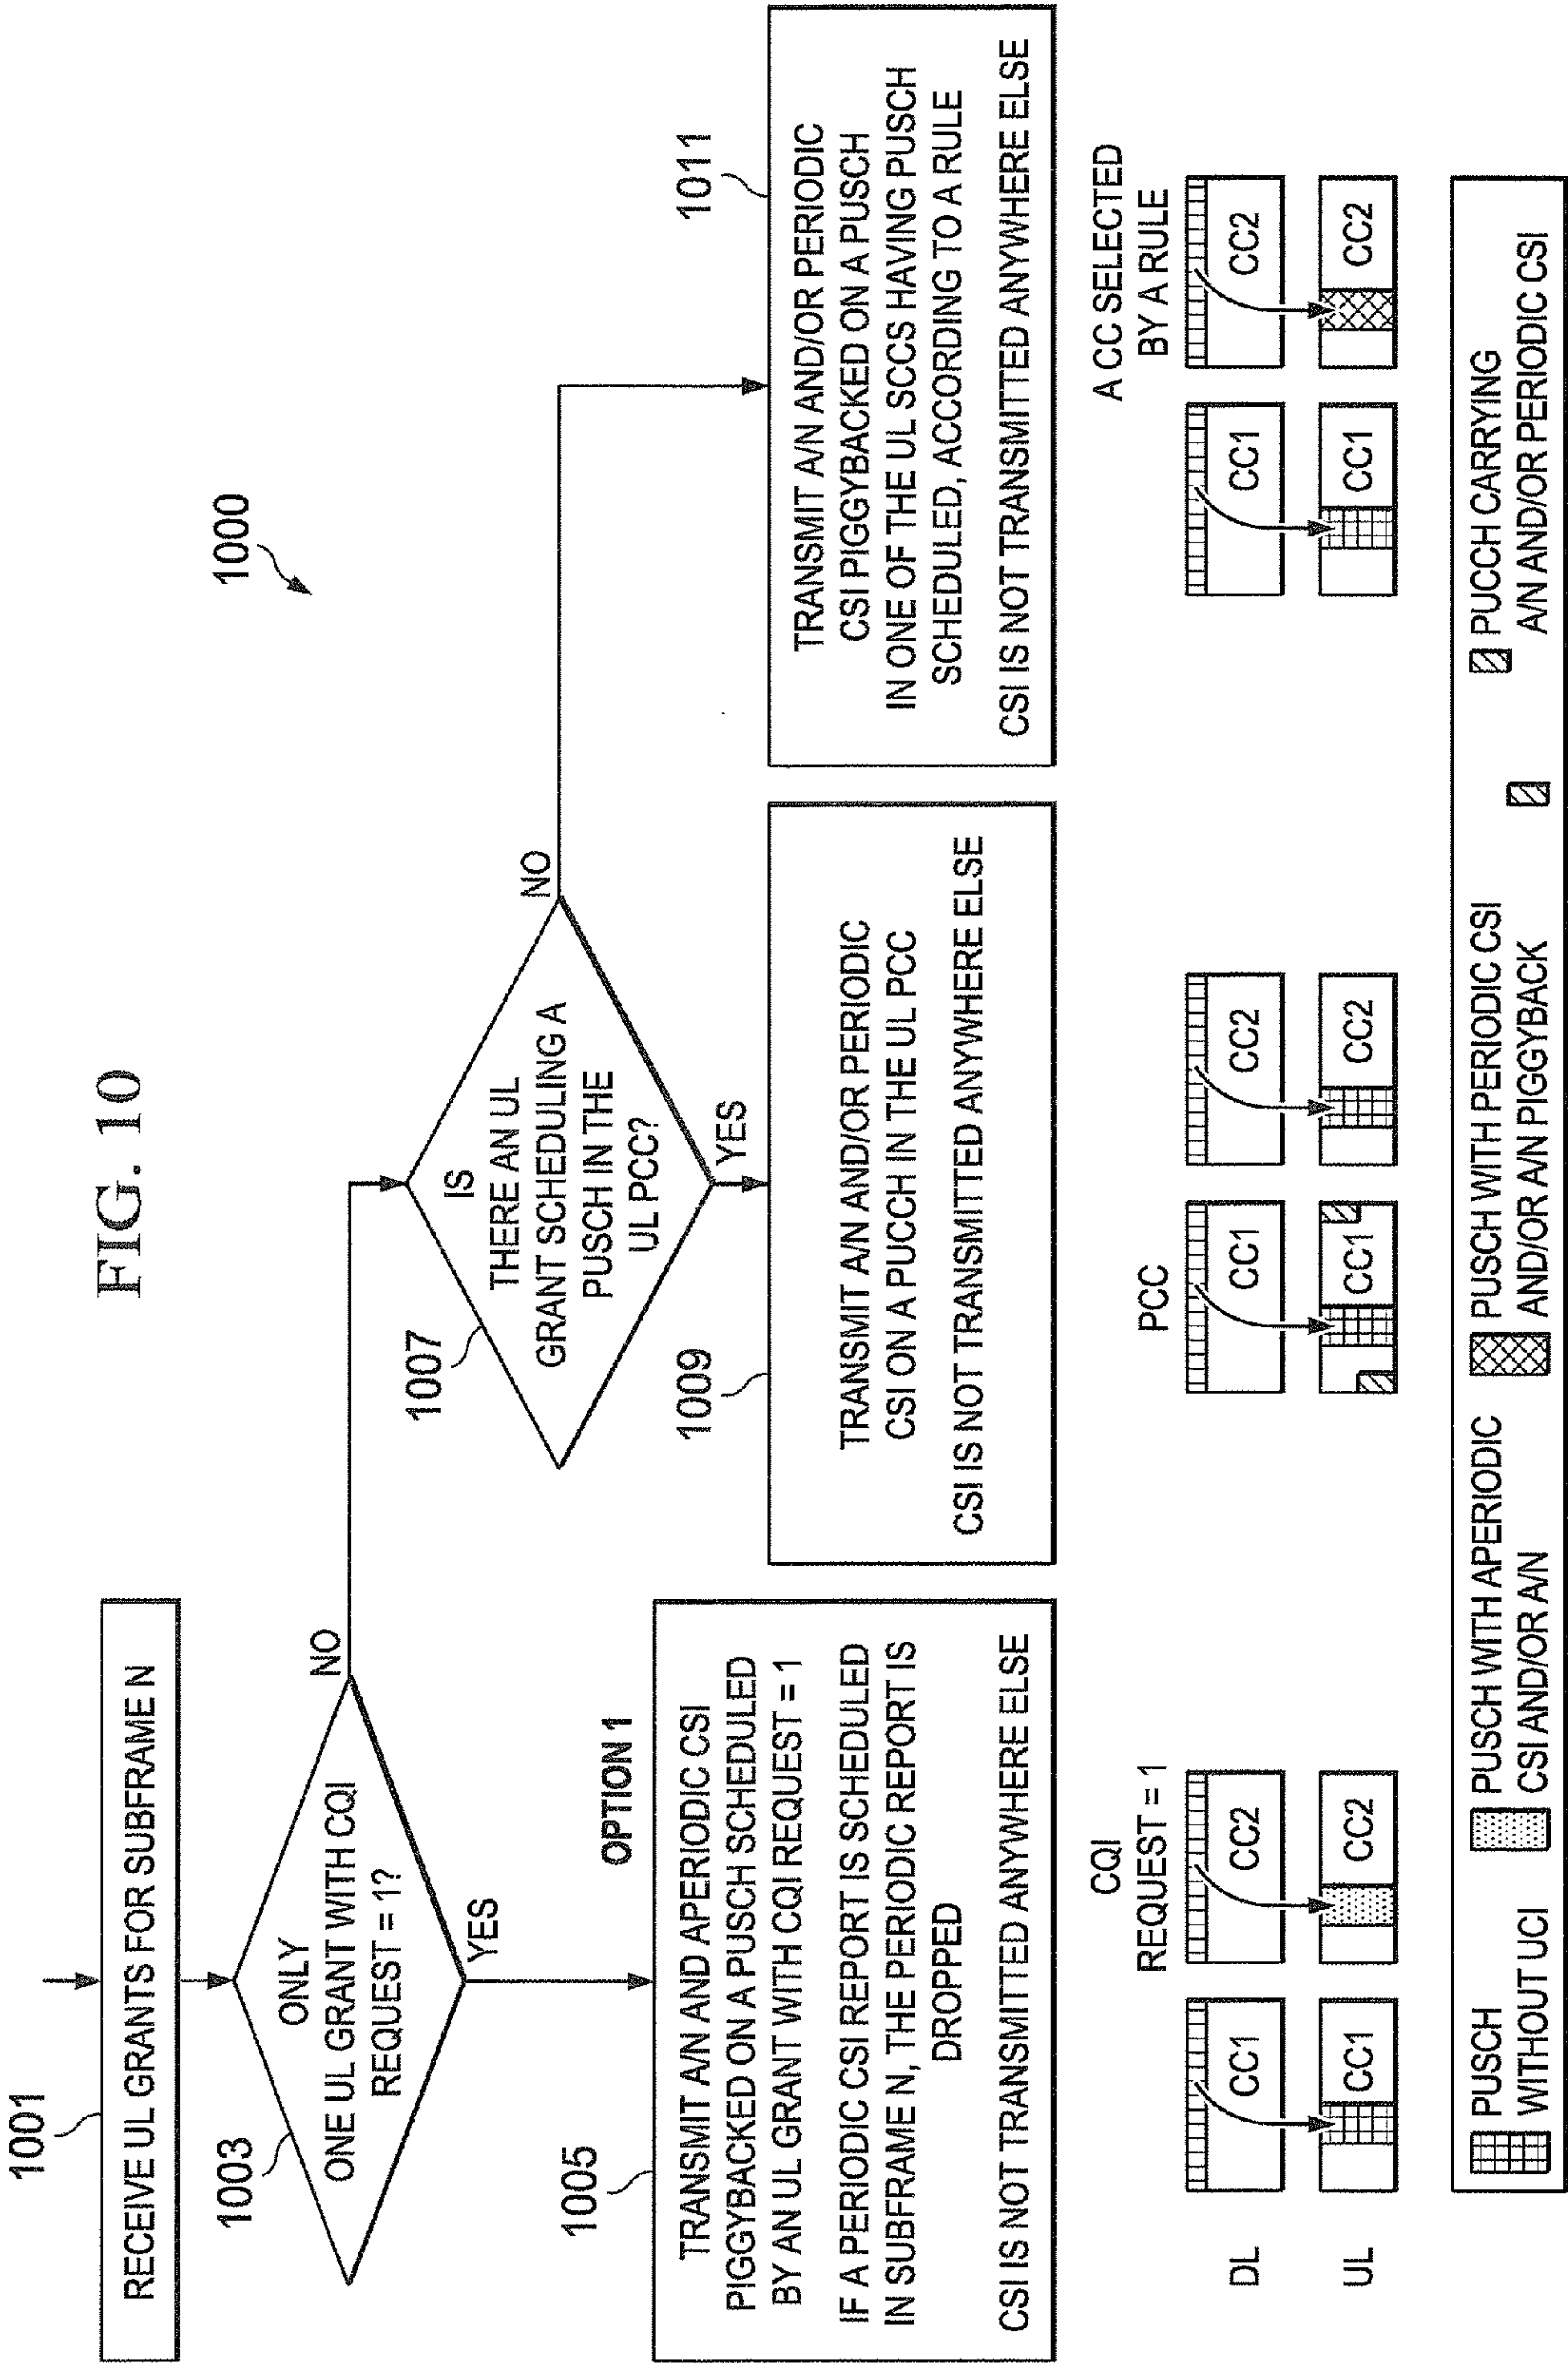 FIG. 10
1000
1001
RECEIVE UL GRANTS FOR SUBFRAME N
1003
ONLY
ONE UL GRANT WITH CQI
REQUEST = 1?
NO
YES
1007
IS
THERE AN UL
GRANT SCHEDULING A
PUSCH IN THE
UL PCC?
NO
YES
1005
OPTION 1
TRANSMIT A/N AND APERIODIC CSI
PIGGYBACKED ON A PUSCH SCHEDULED
BY AN UL GRANT WITH CQI REQUEST = 1
IF A PERIODIC CSI REPORT IS SCHEDULED
IN SUBFRAME N, THE PERIODIC REPORT IS
DROPPED
CSI IS NOT TRANSMITTED ANYWHERE ELSE
1009
TRANSMIT A/N AND/OR PERIODIC
CSI ON A PUCCH IN THE UL PCC
CSI IS NOT TRANSMITTED ANYWHERE ELSE
1011
TRANSMIT A/N AND/OR PERIODIC
CSI PIGGYBACKED ON A PUSCH
IN ONE OF THE UL SCCS HAVING PUSCH
SCHEDULED, ACCORDING TO A RULE
CSI IS NOT TRANSMITTED ANYWHERE ELSE
CQI
REQUEST = 1
PCC
A CC SELECTED
BY A RULE
DL
CC1
CC2
CC1
CC2
CC1
CC2
UL
CC1
CC2
CC1
CC2
CC1
CC2
PUSCH
WITHOUT UCI
PUSCH WITH APERIODIC
CSI AND/OR A/N
PUSCH WITH PERIODIC CSI
AND/OR A/N PIGGYBACK
PUCCH CARRYING
A/N AND/OR PERIODIC CSI